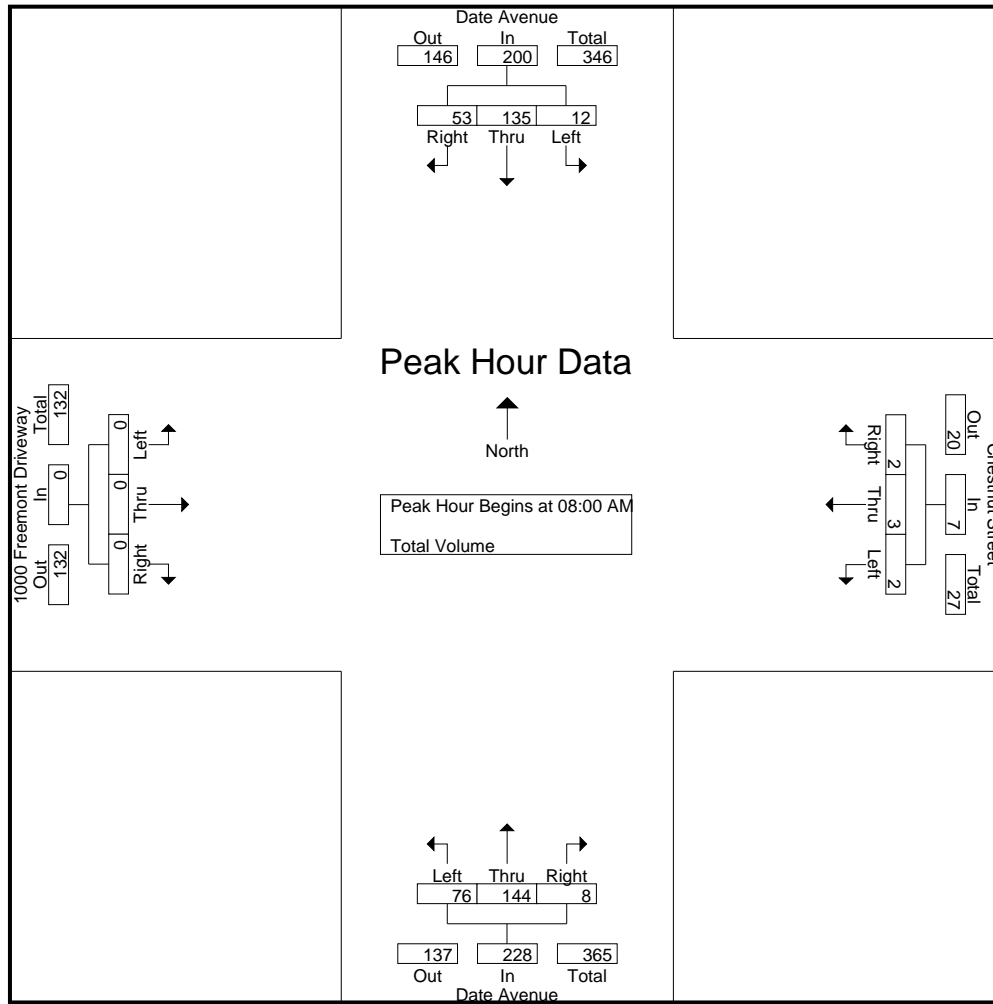 Date Avenue
Out In Total
146 200 346
53 135 12
Right Thru Left
Peak Hour Data
North
Peak Hour Begins at 08:00 AM
Total Volume
1000 Freemont Driveway
Out In Total
132 0 132
0 0 0
Right Thru Left
Chestnut Street
Out In Total
20 7 27
2 3 2
Right Thru Left
Left Thru Right
76 144 8
137 228 365
Out In Total
Date Avenue